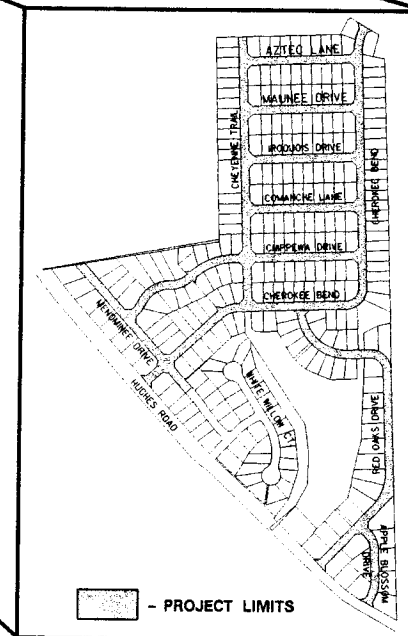 AZTEC LANE
MAUNEE DRIVE
IROQUOIS DRIVE
COMANCHE LANE
CHIPPEWA DRIVE
CHEROKEE BEND
CHEYENNE TRAIL
CHEROKEE BEND
MENOMINEE DRIVE
HUGHES ROAD
WHITE WILLOW CT
RED OAKS DRIVE
APPLE BLOSSOM
DRIVE
- PROJECT LIMITS